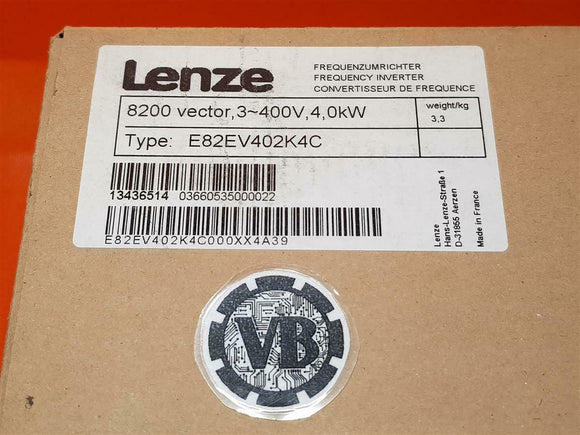 Lenze
FREQUENZUMRICHTER
FREQUENCY INVERTER
CONVERTISSEUR DE FREQUENCE
8200 vector,3~400V,4,0kW
weight/kg
3,3
Type: E82EV402K4C
13436514 03660535000022
E82EV402K4C000XX4A39
Lenze
Hans-Lenze-Straße 1
D-31855 Aerzen
Made in France
VB